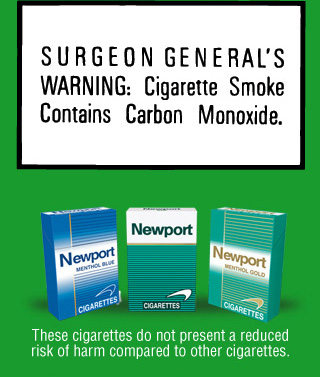 SURGEON GENERAL'S
WARNING: Cigarette Smoke
Contains Carbon Monoxide.
Newport
MENTHOL BLUE
CIGARETTES
Newport
CIGARETTES
Newport
MENTHOL GOLD
CIGARETTES
These cigarettes do not present a reduced
risk of harm compared to other cigarettes.